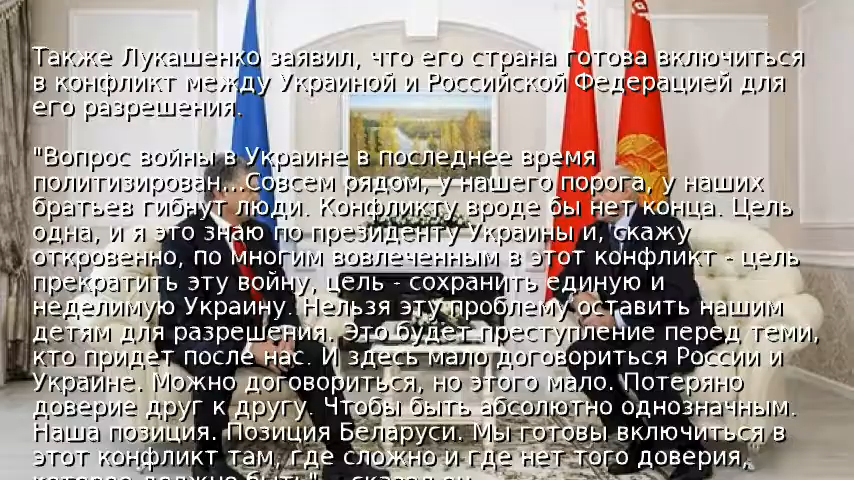 Также Лукашенко заявил, что его страна готова включиться
в конфликт между Украиной и Российской Федерацией для
его разрешения.
"Вопрос войны в Украине в последнее время
политизирован...Совсем рядом, у нашего порога, у наших
братьев гибнут люди. Конфликту вроде бы нет конца. Цель
одна, и я это знаю по президенту Украины и, скажу
откровенно, по многим вовлеченным в этот конфликт - цель
прекратить эту войну, цель - сохранить единую и
неделимую Украину. Нельзя эту проблему оставить нашим
детям для разрешения. Это будет преступление перед теми,
кто придет после нас. И здесь мало договориться России и
Украине. Можно договориться, но этого мало. Потеряно
доверие друг к другу. Чтобы быть абсолютно однозначным.
Наша позиция. Позиция Беларуси. Мы готовы включиться в
этот конфликт там, где сложно и где нет того доверия,